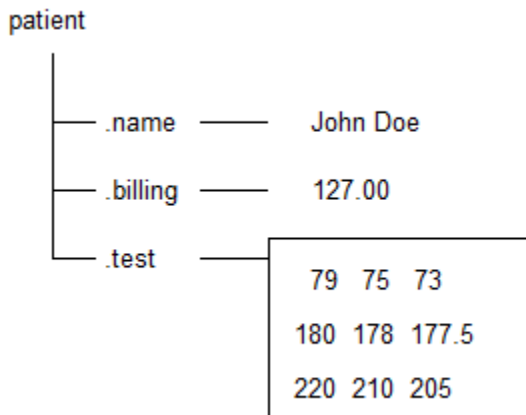 patient
.name John Doe
.billing 127.00
.test
79 75 73
180 178 177.5
220 210 205